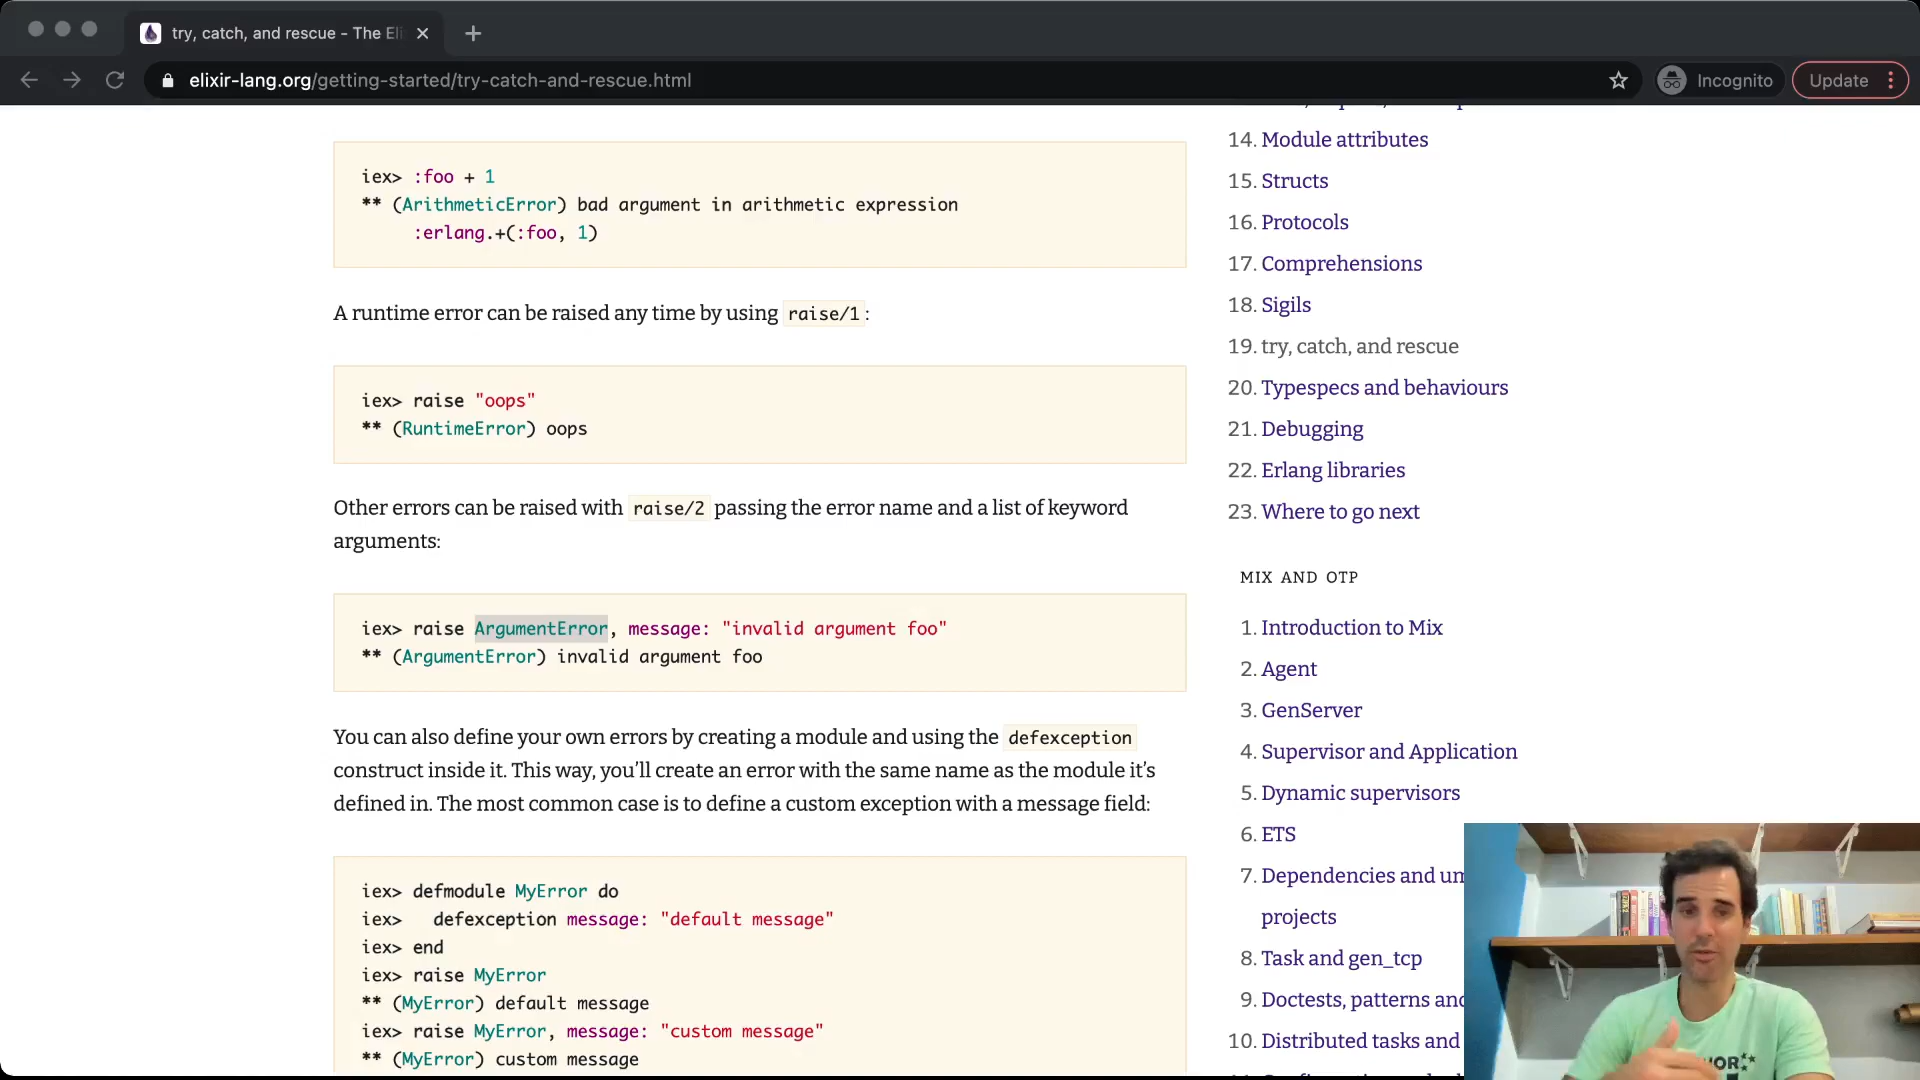 try, catch, and rescue - The Eli
elixir-lang.org/getting-started/try-catch-and-rescue.html
Incognito
Update
iex> :foo + 1
** (ArithmeticError) bad argument in arithmetic expression
:erlang.+(:foo, 1)
A runtime error can be raised any time by using raise/1:
iex> raise "oops"
** (RuntimeError) oops
Other errors can be raised with raise/2 passing the error name and a list of keyword
arguments:
iex> raise ArgumentError, message: "invalid argument foo"
** (ArgumentError) invalid argument foo
You can also define your own errors by creating a module and using the defexception
construct inside it. This way, you’ll create an error with the same name as the module it’s
defined in. The most common case is to define a custom exception with a message field:
iex> defmodule MyError do
iex>   defexception message: "default message"
iex> end
iex> raise MyError
** (MyError) default message
iex> raise MyError, message: "custom message"
** (MyError) custom message
14. Module attributes
15. Structs
16. Protocols
17. Comprehensions
18. Sigils
19. try, catch, and rescue
20. Typespecs and behaviours
21. Debugging
22. Erlang libraries
23. Where to go next
MIX AND OTP
1. Introduction to Mix
2. Agent
3. GenServer
4. Supervisor and Application
5. Dynamic supervisors
6. ETS
7. Dependencies and um
projects
8. Task and gen_tcp
9. Doctests, patterns and
10. Distributed tasks and